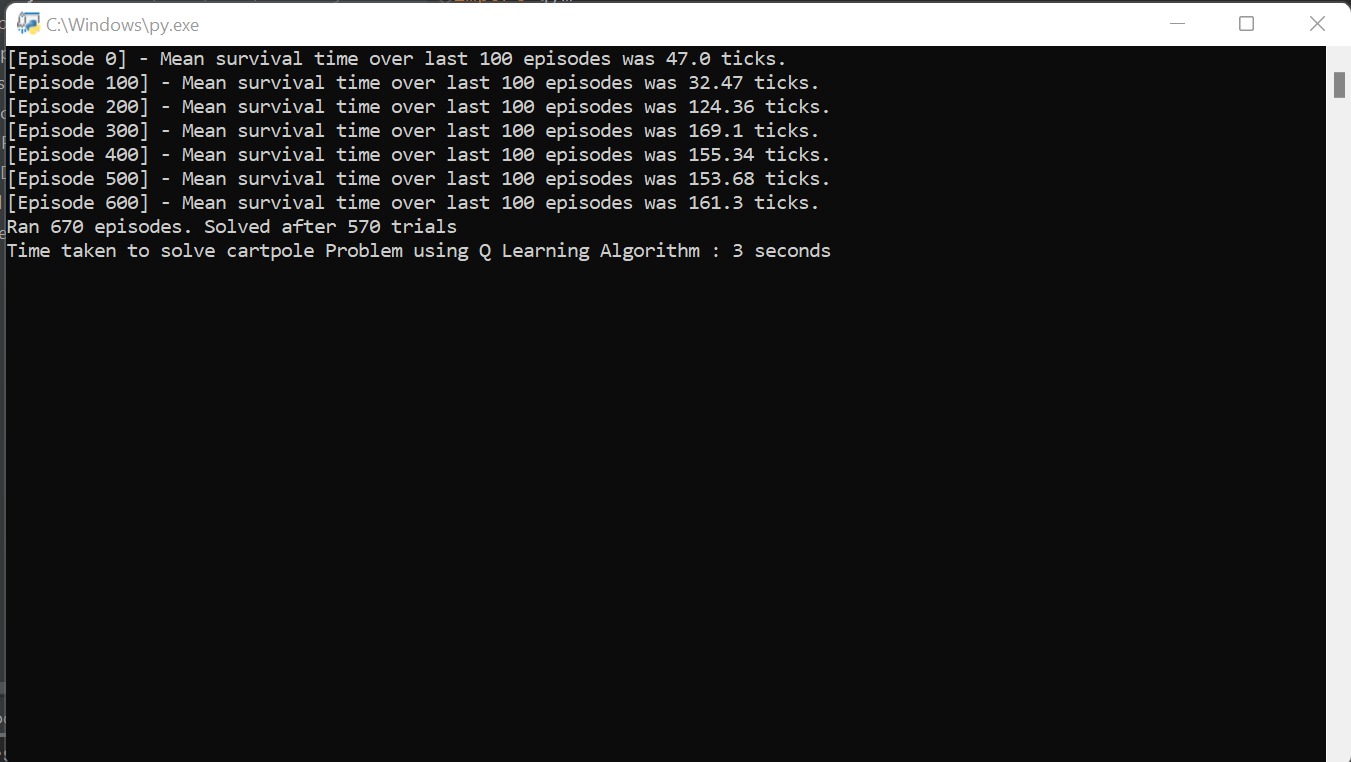 C:\Windows\py.exe
[Episode 0] - Mean survival time over last 100 episodes was 47.0 ticks.
[Episode 100] - Mean survival time over last 100 episodes was 32.47 ticks.
[Episode 200] - Mean survival time over last 100 episodes was 124.36 ticks.
[Episode 300] - Mean survival time over last 100 episodes was 169.1 ticks.
[Episode 400] - Mean survival time over last 100 episodes was 155.34 ticks.
[Episode 500] - Mean survival time over last 100 episodes was 153.68 ticks.
[Episode 600] - Mean survival time over last 100 episodes was 161.3 ticks.
Ran 670 episodes. Solved after 570 trials
Time taken to solve cartpole Problem using Q Learning Algorithm : 3 seconds